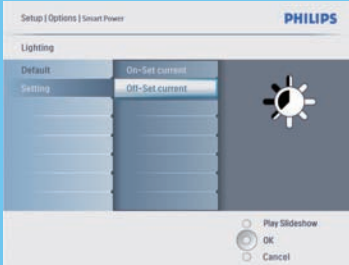 Setup | Options | Smart Power
PHILIPS
Lighting
Default
On-Set current
Setting
Off-Set current
Play Slideshow
OK
Cancel